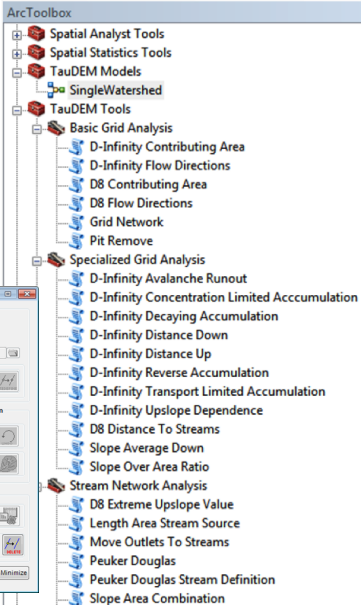 ArcToolbox
Spatial Analyst Tools
Spatial Statistics Tools
TauDEM Models
SingleWatershed
TauDEM Tools
Basic Grid Analysis
D-Infinity Contributing Area
D-Infinity Flow Directions
D8 Contributing Area
D8 Flow Directions
Grid Network
Pit Remove
Specialized Grid Analysis
D-Infinity Avalanche Runout
D-Infinity Concentration Limited Acccumulation
D-Infinity Decaying Accumulation
D-Infinity Distance Down
D-Infinity Distance Up
D-Infinity Reverse Accumulation
D-Infinity Transport Limited Accumulation
D-Infinity Upslope Dependence
D8 Distance To Streams
Slope Average Down
Slope Over Area Ratio
Stream Network Analysis
D8 Extreme Upslope Value
Length Area Stream Source
Move Outlets To Streams
Peuker Douglas
Peuker Douglas Stream Definition
Slope Area Combination
DELETE
Minimize